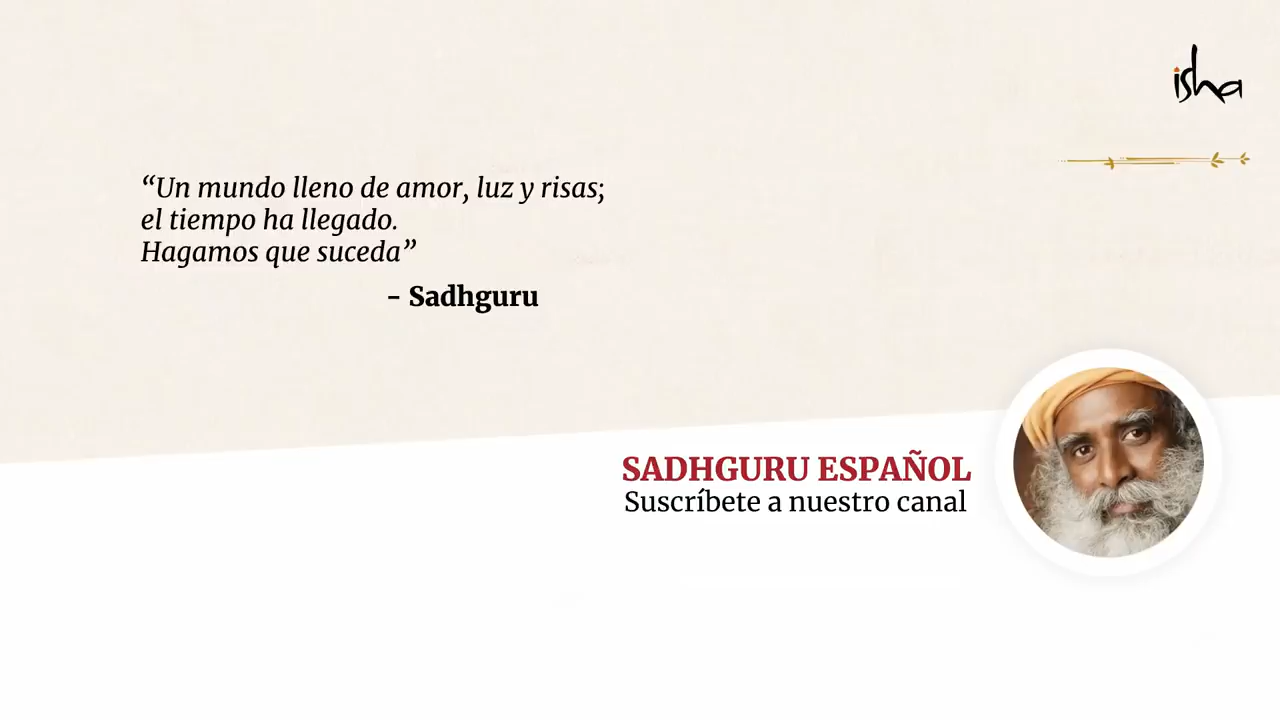 isha
“Un mundo lleno de amor, luz y risas;
el tiempo ha llegado.
Hagamos que suceda”
- Sadhguru
SADHGURU ESPAÑOL
Suscríbete a nuestro canal